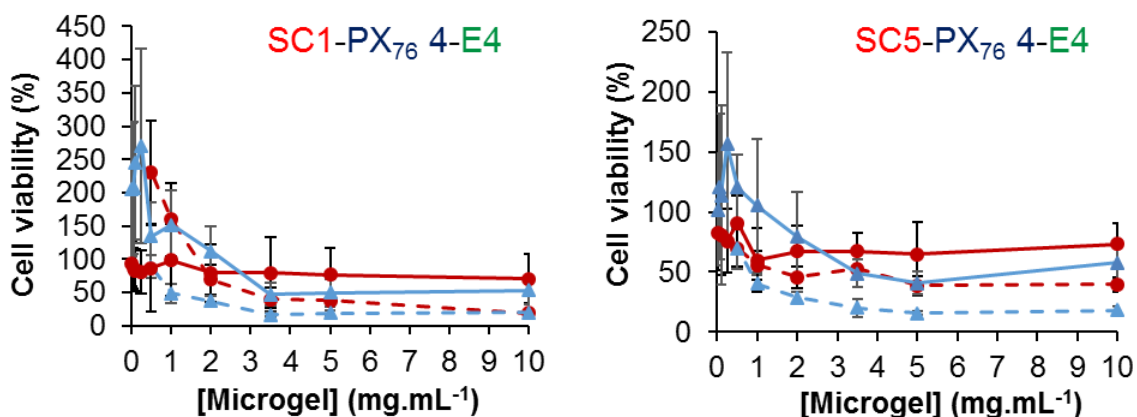 SC1-PX₇₆ 4-E4
Cell viability (%)
450
400
350
300
250
200
150
100
50
0
0 1 2 3 4 5 6 7 8 9 10
[Microgel] (mg.mL⁻¹)
SC5-PX₇₆ 4-E4
Cell viability (%)
250
200
150
100
50
0
0 1 2 3 4 5 6 7 8 9 10
[Microgel] (mg.mL⁻¹)